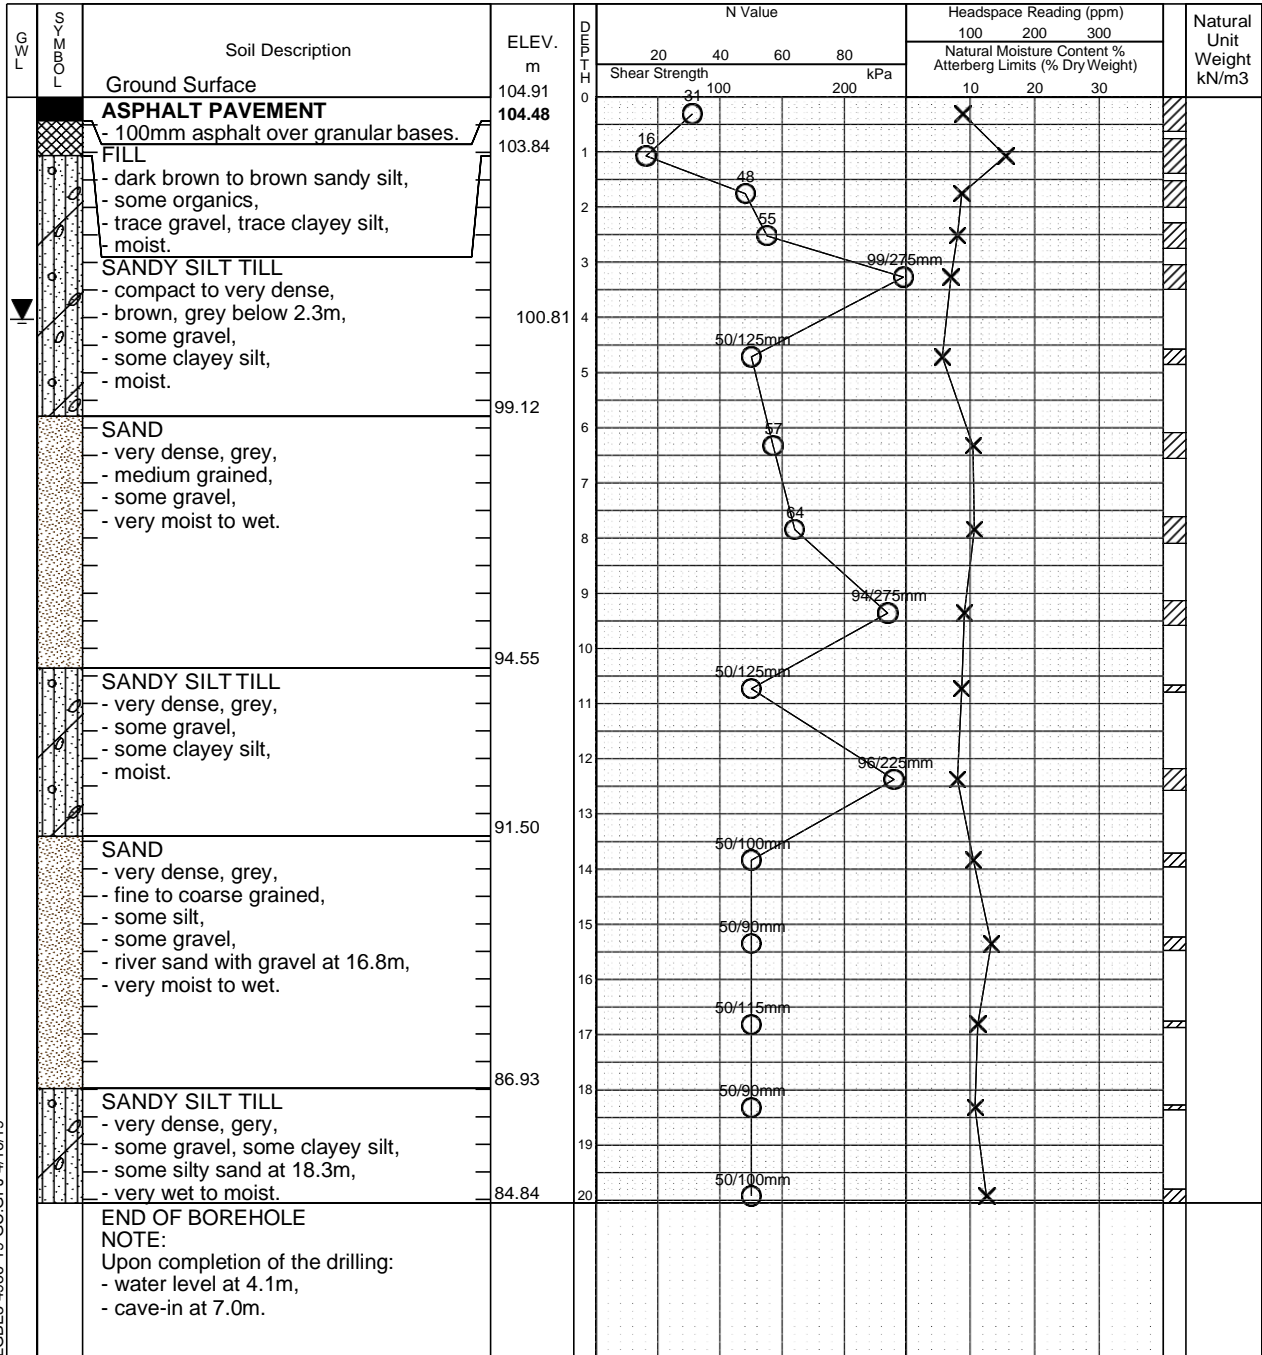 GWL
SYMBOL
Soil Description
Ground Surface
ELEV.
m
104.91
DEPTH
N Value
20 40 60 80
Shear Strength kPa
100 200
Headspace Reading (ppm)
100 200 300
Natural Moisture Content %
Atterberg Limits (% Dry Weight)
10 20 30
Natural
Unit
Weight
kN/m3
0
ASPHALT PAVEMENT 104.48
- 100mm asphalt over granular bases.
103.84
FILL
- dark brown to brown sandy silt,
- some organics,
- trace gravel, trace clayey silt,
- moist.
SANDY SILT TILL
- compact to very dense,
- brown, grey below 2.3m,
100.81
- some gravel,
- some clayey silt,
- moist.
99.12
SAND
- very dense, grey,
- medium grained,
- some gravel,
- very moist to wet.
94.55
SANDY SILT TILL
- very dense, grey,
- some gravel,
- some clayey silt,
- moist.
91.50
SAND
- very dense, grey,
- fine to coarse grained,
- some silt,
- some gravel,
- river sand with gravel at 16.8m,
- very moist to wet.
86.93
SANDY SILT TILL
- very dense, gery,
- some gravel, some clayey silt,
- some silty sand at 18.3m,
- very wet to moist.
84.84
END OF BOREHOLE
NOTE:
Upon completion of the drilling:
- water level at 4.1m,
- cave-in at 7.0m.
1
2
3
4
5
6
7
8
9
10
11
12
13
14
15
16
17
18
19
20
31
16
48
55
99/275mm
50/125mm
57
64
94/275mm
50/125mm
96/225mm
50/100mm
50/90mm
50/115mm
50/90mm
50/100mm